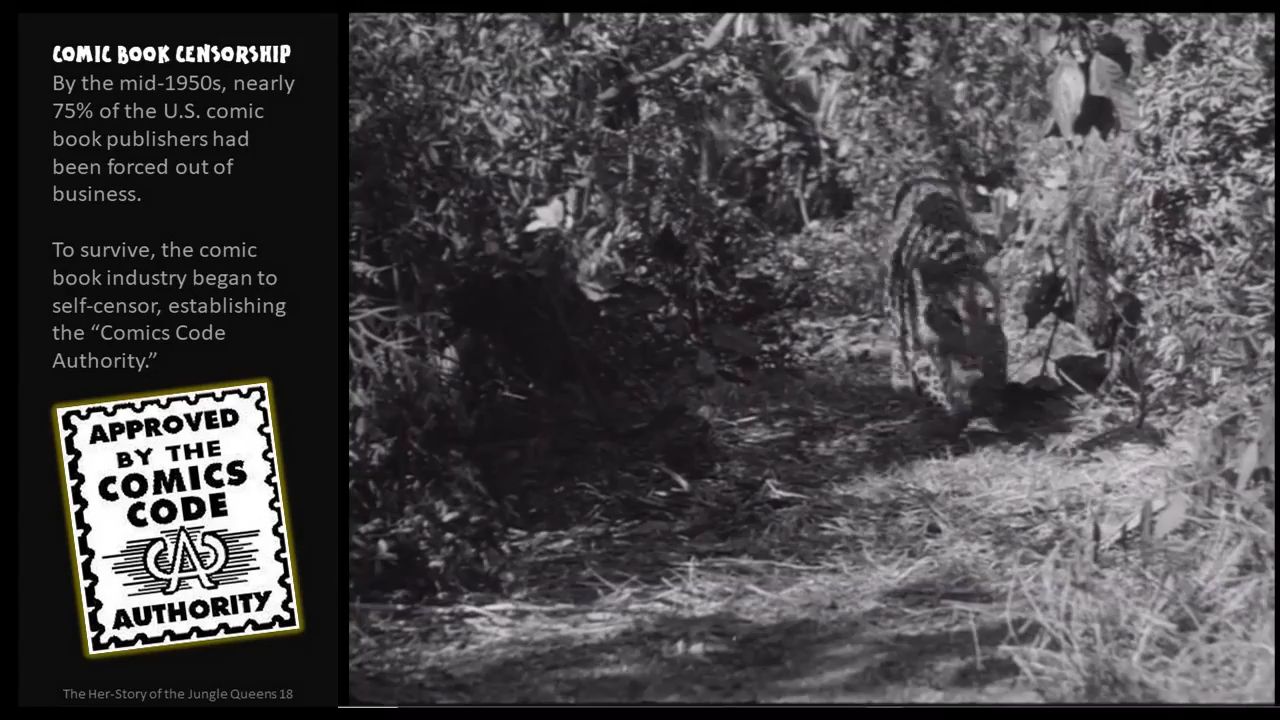 COMIC BOOK CENSORSHIP
By the mid-1950s, nearly
75% of the U.S. comic
book publishers had
been forced out of
business.
To survive, the comic
book industry began to
self-censor, establishing
the “Comics Code
Authority.”
APPROVED
BY THE
COMICS
CODE
CA
AUTHORITY
The Her-Story of the Jungle Queens 18